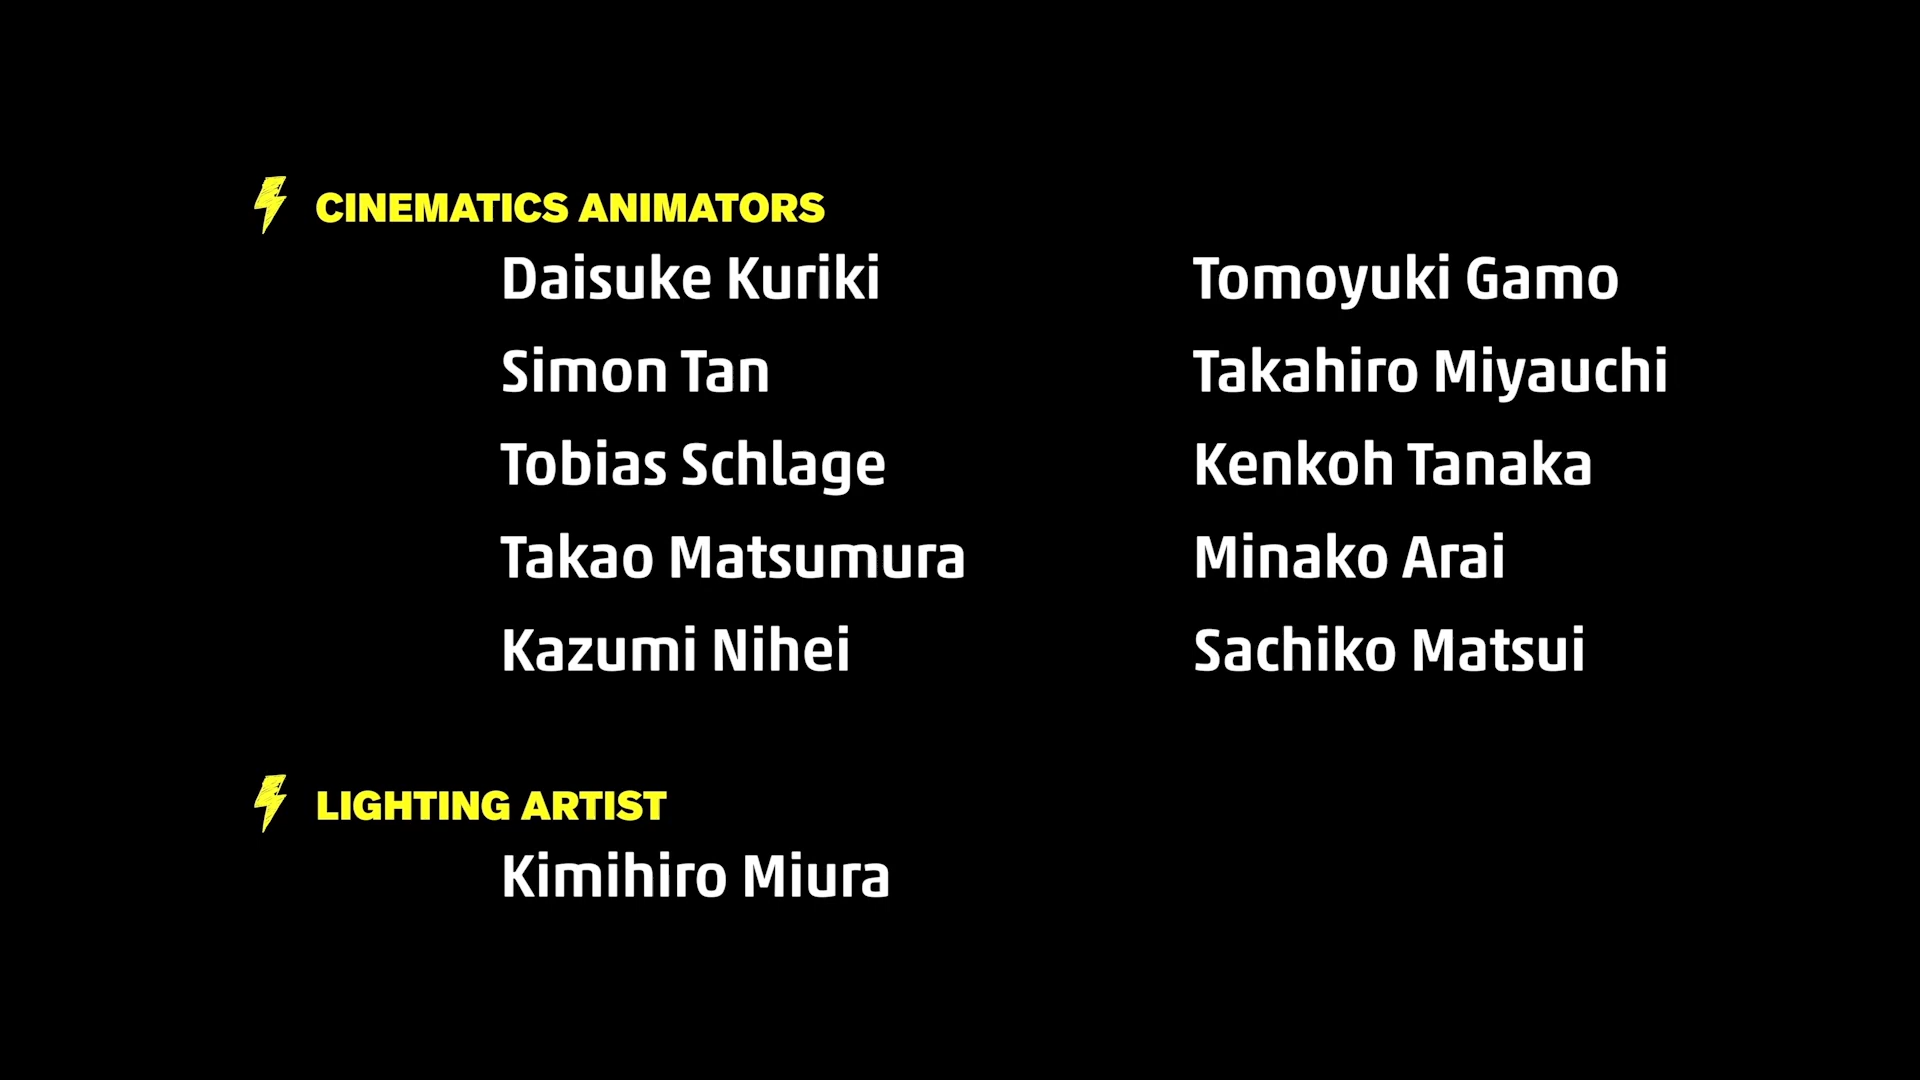 CINEMATICS ANIMATORS
Daisuke Kuriki Tomoyuki Gamo
Simon Tan Takahiro Miyauchi
Tobias Schlage Kenkoh Tanaka
Takao Matsumura Minako Arai
Kazumi Nihei Sachiko Matsui
LIGHTING ARTIST
Kimihiro Miura